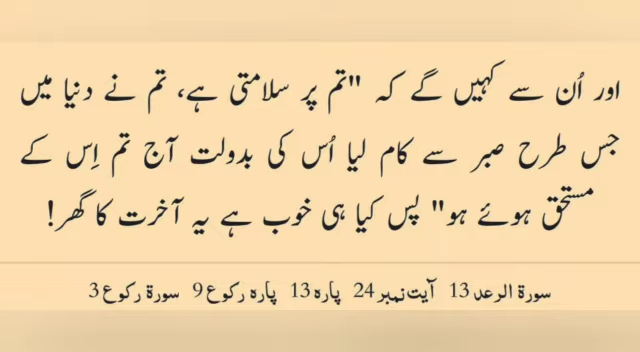 اور اُن سے کہیں گے کہ "تم پر سلامتی ہے، تم نے دنیا میں
جس طرح صبر سے کام لیا اُس کی بدولت آج تم اِس کے
مستحق ہوئے ہو" پس کیا ہی خوب ہے یہ آخرت کا گھر!
سورة الرعد 13 آیت نمبر 24 پارہ 13 پارہ رکوع 9 سورة رکوع 3